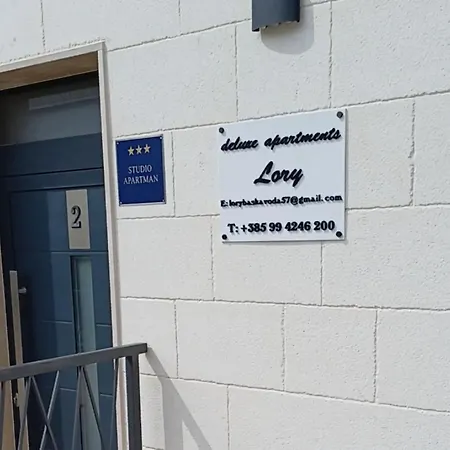 ★★★
STUDIO
APARTMAN
2
deluxe apartments
Lory
E: lorybaskavoda57@gmail.com
T: +385 99 4246 200